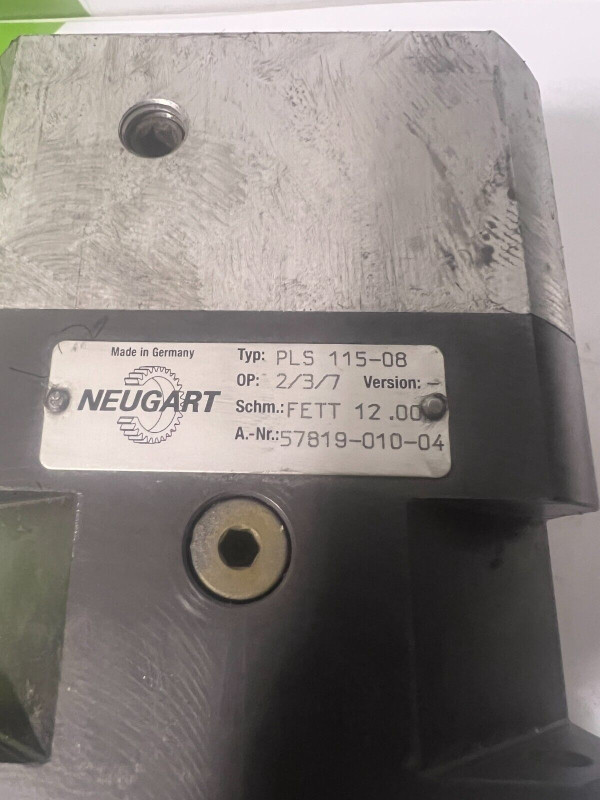 Made in Germany
NEUGART
Typ: PLS 115-08
OP: 2/3/7 Version: -
Schm.: FETT 12.00
A.-Nr.: 57819-010-04